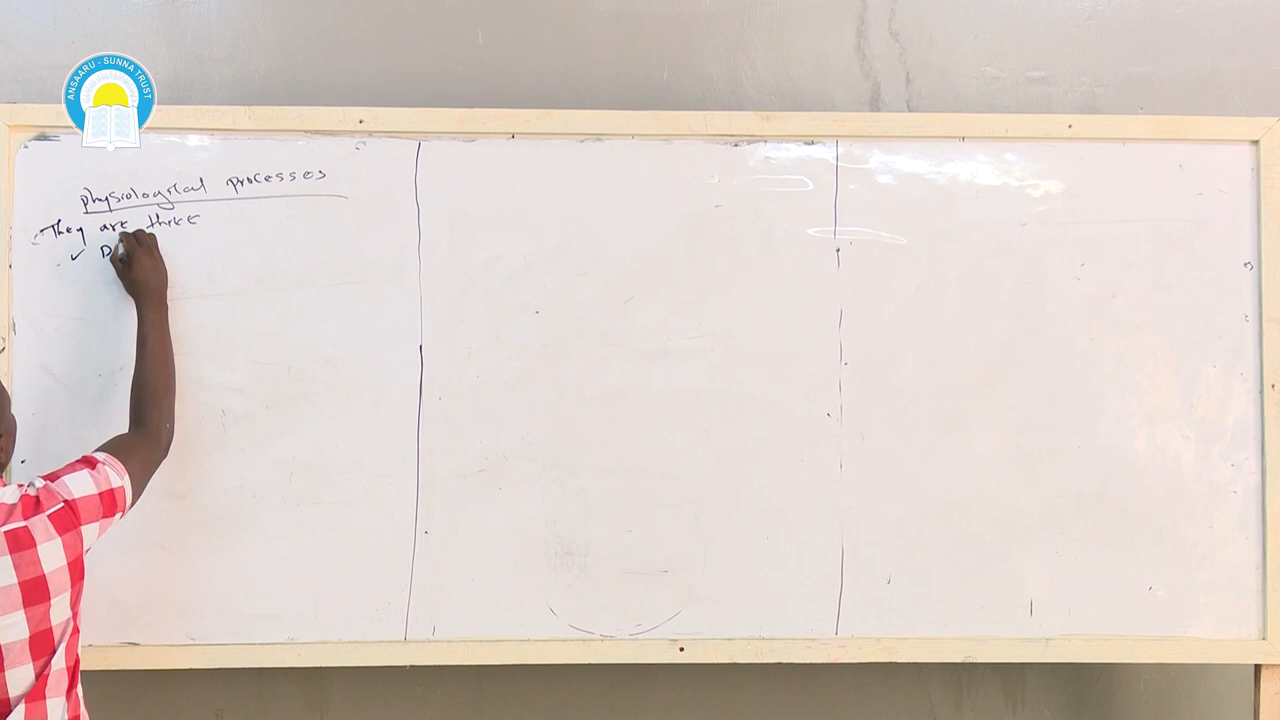 ANSAARU - SUNNA TRUST
physiological processes
They are three
✓ D